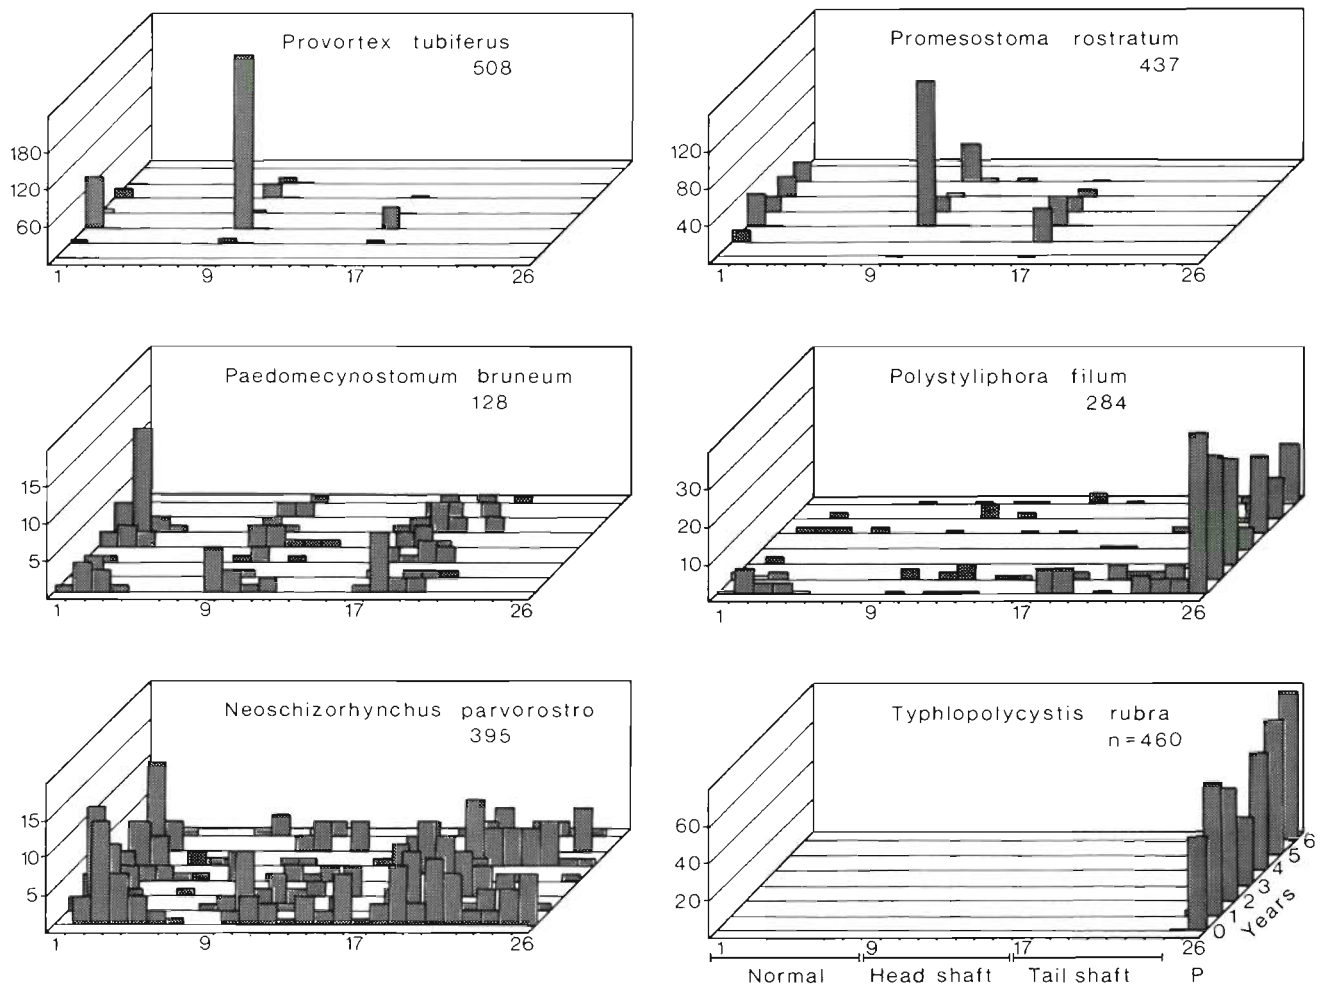 Provortex tubiferus
508
180
120
60
1 9 17 26
Promesostoma rostratum
437
120
80
40
1 9 17 26
Paedomecynostomum bruneum
128
15
10
5
1 9 17 26
Polystyliphora filum
284
30
20
10
1 9 17 26
Neoschizorhynchus parvorostro
395
15
10
5
1 9 17 26
Typhlopolycystis rubra
n=460
60
40
20
1 9 17 26
0 1 2 3 4 5 6
Years
Normal Head shaft Tail shaft P